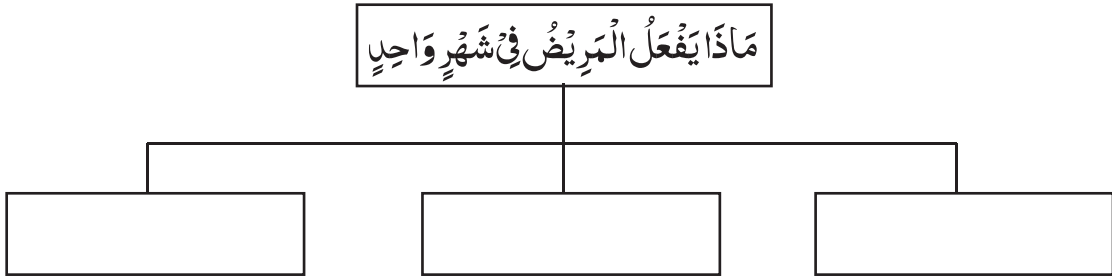 مَاذَا يَفْعَلُ الْمَرِيْضُ فِيْ شَهْرٍ وَاحِدٍ